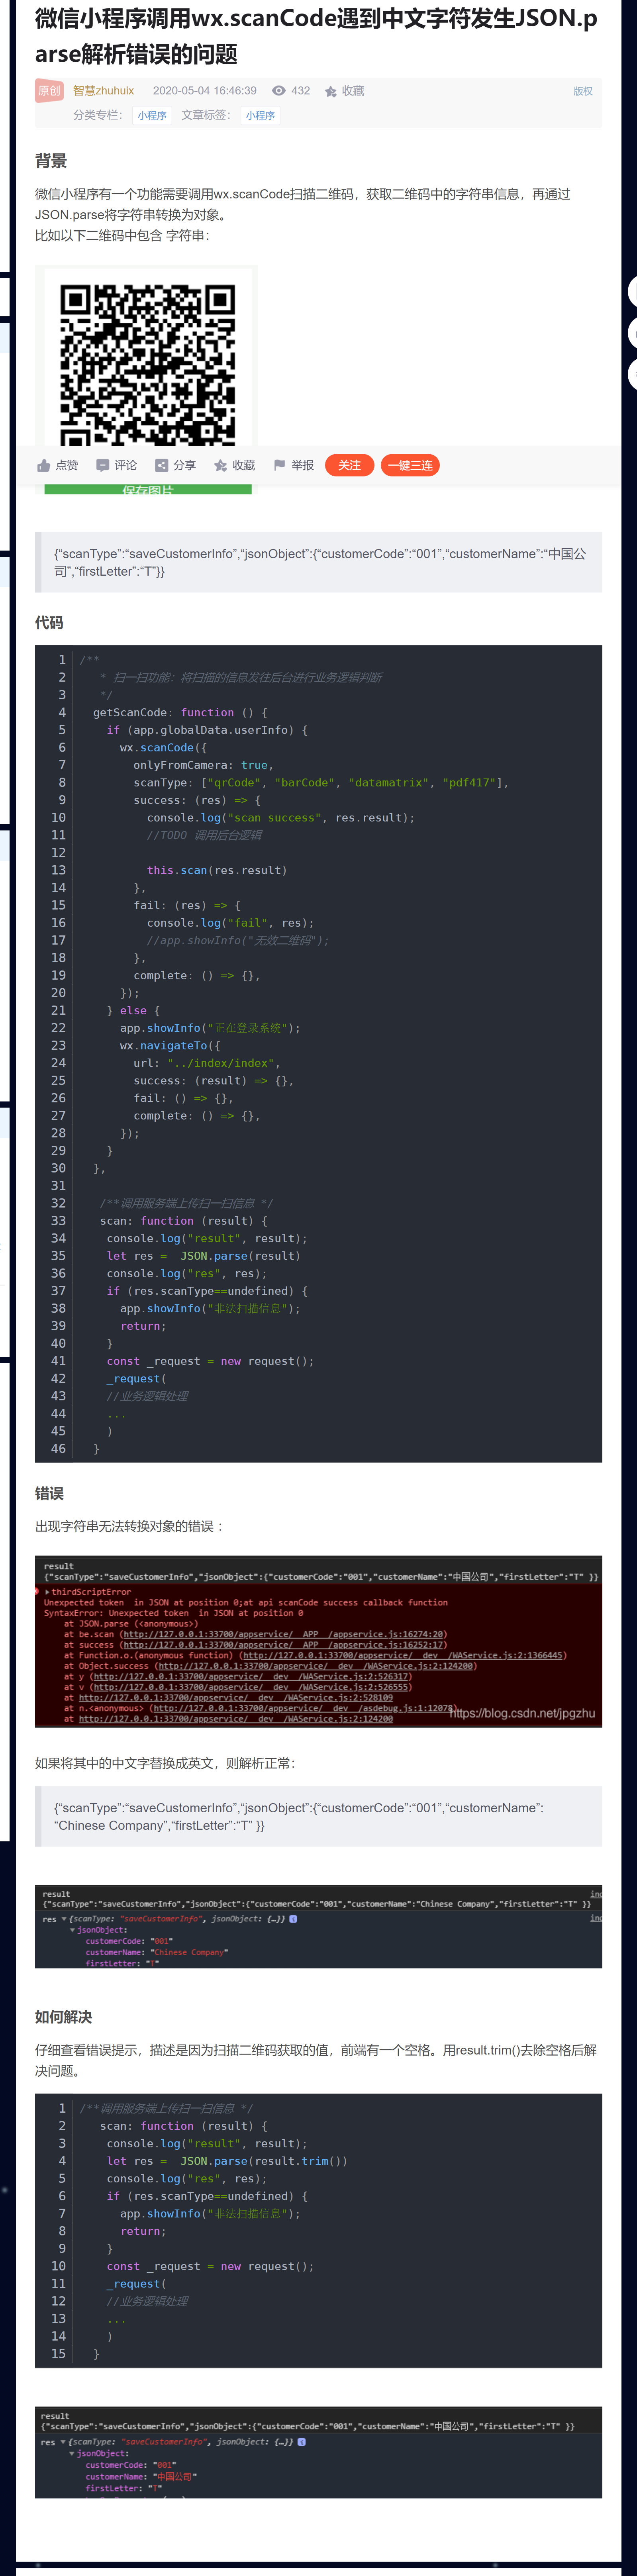 微信小程序调用wx.scanCode遇到中文字符发生JSON.p
arse解析错误的问题
原创 智慧zhuhuix 2020-05-04 16:46:39 432 收藏 版权
分类专栏： 小程序 文章标签： 小程序
背景
微信小程序有一个功能需要调用wx.scanCode扫描二维码，获取二维码中的字符串信息，再通过
JSON.parse将字符串转换为对象。
比如以下二维码中包含 字符串：
点赞 评论 分享 收藏 举报 关注 一键三连
保存图片
{“scanType”:“saveCustomerInfo”,“jsonObject”:{“customerCode”:“001”,“customerName”:“中国公
司”,“firstLetter”:“T”}}
代码
1 /**
2 * 扫一扫功能：将扫描的信息发往后台进行业务逻辑判断
3 */
4 getScanCode: function () {
5 if (app.globalData.userInfo) {
6 wx.scanCode({
7 onlyFromCamera: true,
8 scanType: ["qrCode", "barCode", "datamatrix", "pdf417"],
9 success: (res) => {
10 console.log("scan success", res.result);
11 //TODO 调用后台逻辑
12
13 this.scan(res.result)
14 },
15 fail: (res) => {
16 console.log("fail", res);
17 //app.showInfo("无效二维码");
18 },
19 complete: () => {},
20 });
21 } else {
22 app.showInfo("正在登录系统");
23 wx.navigateTo({
24 url: "../index/index",
25 success: (result) => {},
26 fail: () => {},
27 complete: () => {},
28 });
29 }
30 },
31
32 /**调用服务端上传扫一扫信息 */
33 scan: function (result) {
34 console.log("result", result);
35 let res = JSON.parse(result)
36 console.log("res", res);
37 if (res.scanType==undefined) {
38 app.showInfo("非法扫描信息");
39 return;
40 }
41 const _request = new request();
42 _request(
43 //业务逻辑处理
44 ...
45 )
46 }
错误
出现字符串无法转换对象的错误 ：
result
{"scanType":"saveCustomerInfo","jsonObject":{"customerCode":"001","customerName":"中国公司","firstLetter":"T" }}
thirdScriptError
Unexpected token  in JSON at position 0;at api scanCode success callback function
SyntaxError: Unexpected token  in JSON at position 0
at JSON.parse (<anonymous>)
at be.scan (http://127.0.0.1:33700/appservice/__APP__/appservice.js:16274:20)
at success (http://127.0.0.1:33700/appservice/__APP__/appservice.js:16252:17)
at Function.o.(anonymous function) (http://127.0.0.1:33700/appservice/__dev__/WAService.js:2:1366445)
at Object.success (http://127.0.0.1:33700/appservice/__dev__/WAService.js:2:124200)
at y (http://127.0.0.1:33700/appservice/__dev__/WAService.js:2:526317)
at v (http://127.0.0.1:33700/appservice/__dev__/WAService.js:2:526555)
at http://127.0.0.1:33700/appservice/__dev__/WAService.js:2:528109
at n.<anonymous> (http://127.0.0.1:33700/appservice/__dev__/asdebug.js:1:12078)
at http://127.0.0.1:33700/appservice/__dev__/WAService.js:2:124200
https://blog.csdn.net/jpgzhu
如果将其中的中文字替换成英文，则解析正常：
{“scanType”:“saveCustomerInfo”,“jsonObject”:{“customerCode”:“001”,“customerName”:
“Chinese Company”,“firstLetter”:“T” }}
result
{"scanType":"saveCustomerInfo","jsonObject":{"customerCode":"001","customerName":"Chinese Company","firstLetter":"T" }}
res {scanType: "saveCustomerInfo", jsonObject: {…}}
jsonObject:
customerCode: "001"
customerName: "Chinese Company"
firstLetter: "T"
如何解决
仔细查看错误提示，描述是因为扫描二维码获取的值，前端有一个空格。用result.trim()去除空格后解
决问题。
1 /**调用服务端上传扫一扫信息 */
2 scan: function (result) {
3 console.log("result", result);
4 let res = JSON.parse(result.trim())
5 console.log("res", res);
6 if (res.scanType==undefined) {
7 app.showInfo("非法扫描信息");
8 return;
9 }
10 const _request = new request();
11 _request(
12 //业务逻辑处理
13 ...
14 )
15 }
result
{"scanType":"saveCustomerInfo","jsonObject":{"customerCode":"001","customerName":"中国公司","firstLetter":"T" }}
res {scanType: "saveCustomerInfo", jsonObject: {…}}
jsonObject:
customerCode: "001"
customerName: "中国公司"
firstLetter: "T"